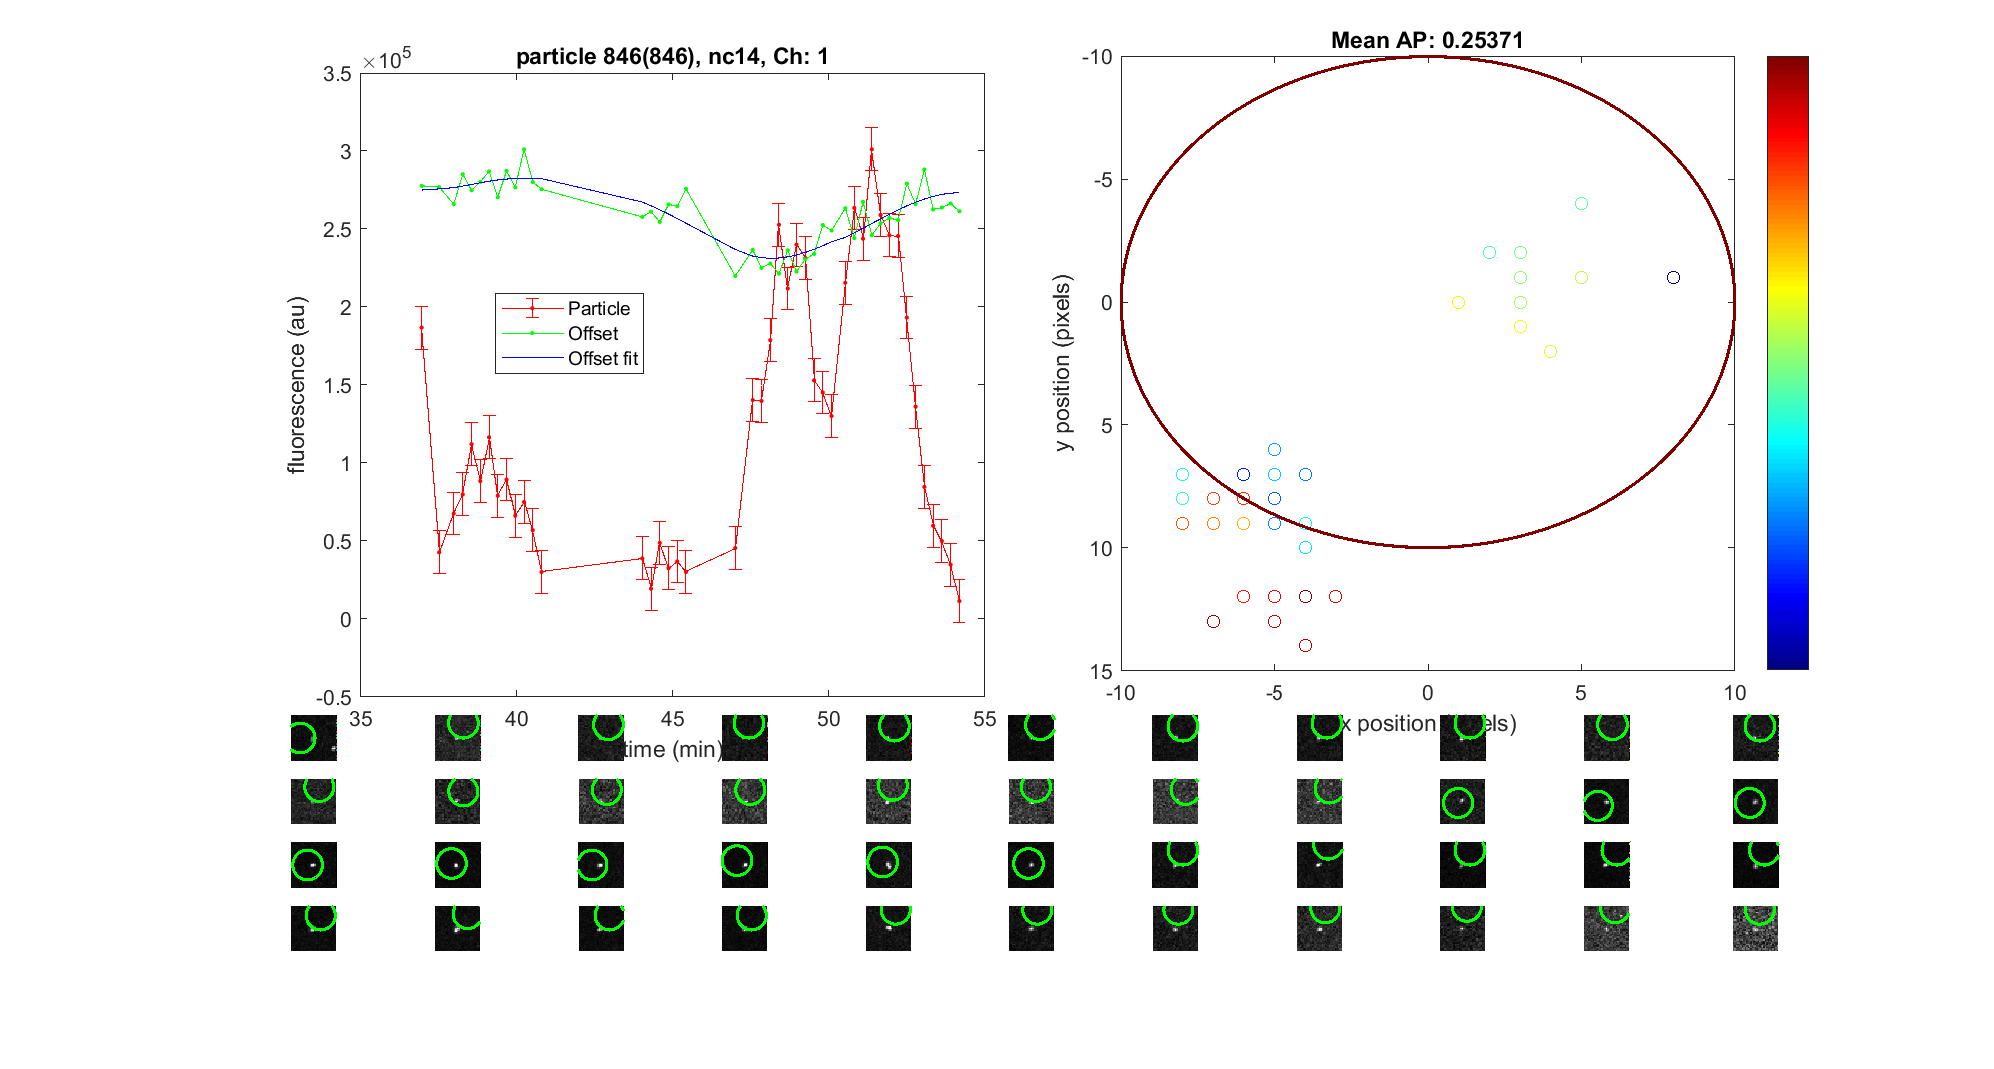 particle 846(846), nc14, Ch: 1
×10^5
3.5
3
2.5
2
1.5
1
0.5
0
-0.5
35
40
45
50
55
fluorescence (au)
time (min)
Particle
Offset
Offset fit
Mean AP: 0.25371
-10
-5
0
5
10
15
-10
-5
0
5
10
y position (pixels)
x position els)